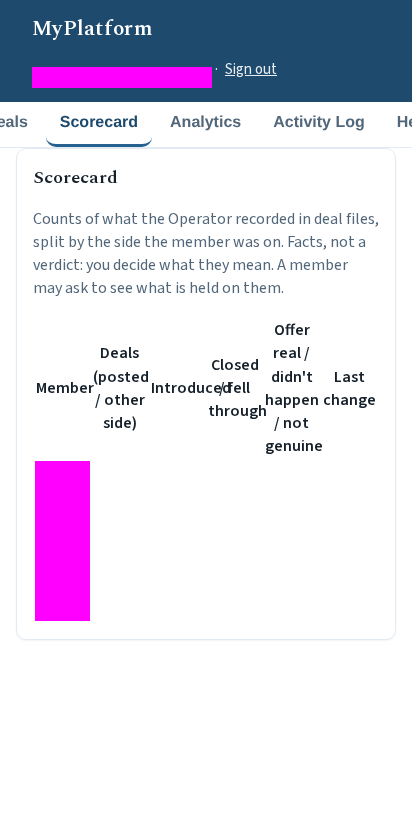 MyPlatform
· Sign out
eals Scorecard Analytics Activity Log He
Scorecard
Counts of what the Operator recorded in deal files,
split by the side the member was on. Facts, not a
verdict: you decide what they mean. A member
may ask to see what is held on them.
Member
Deals
(posted
/ other
side)
Introduced
Closed
/ fell
through
Offer
real /
didn't
happen
/ not
genuine
Last
change